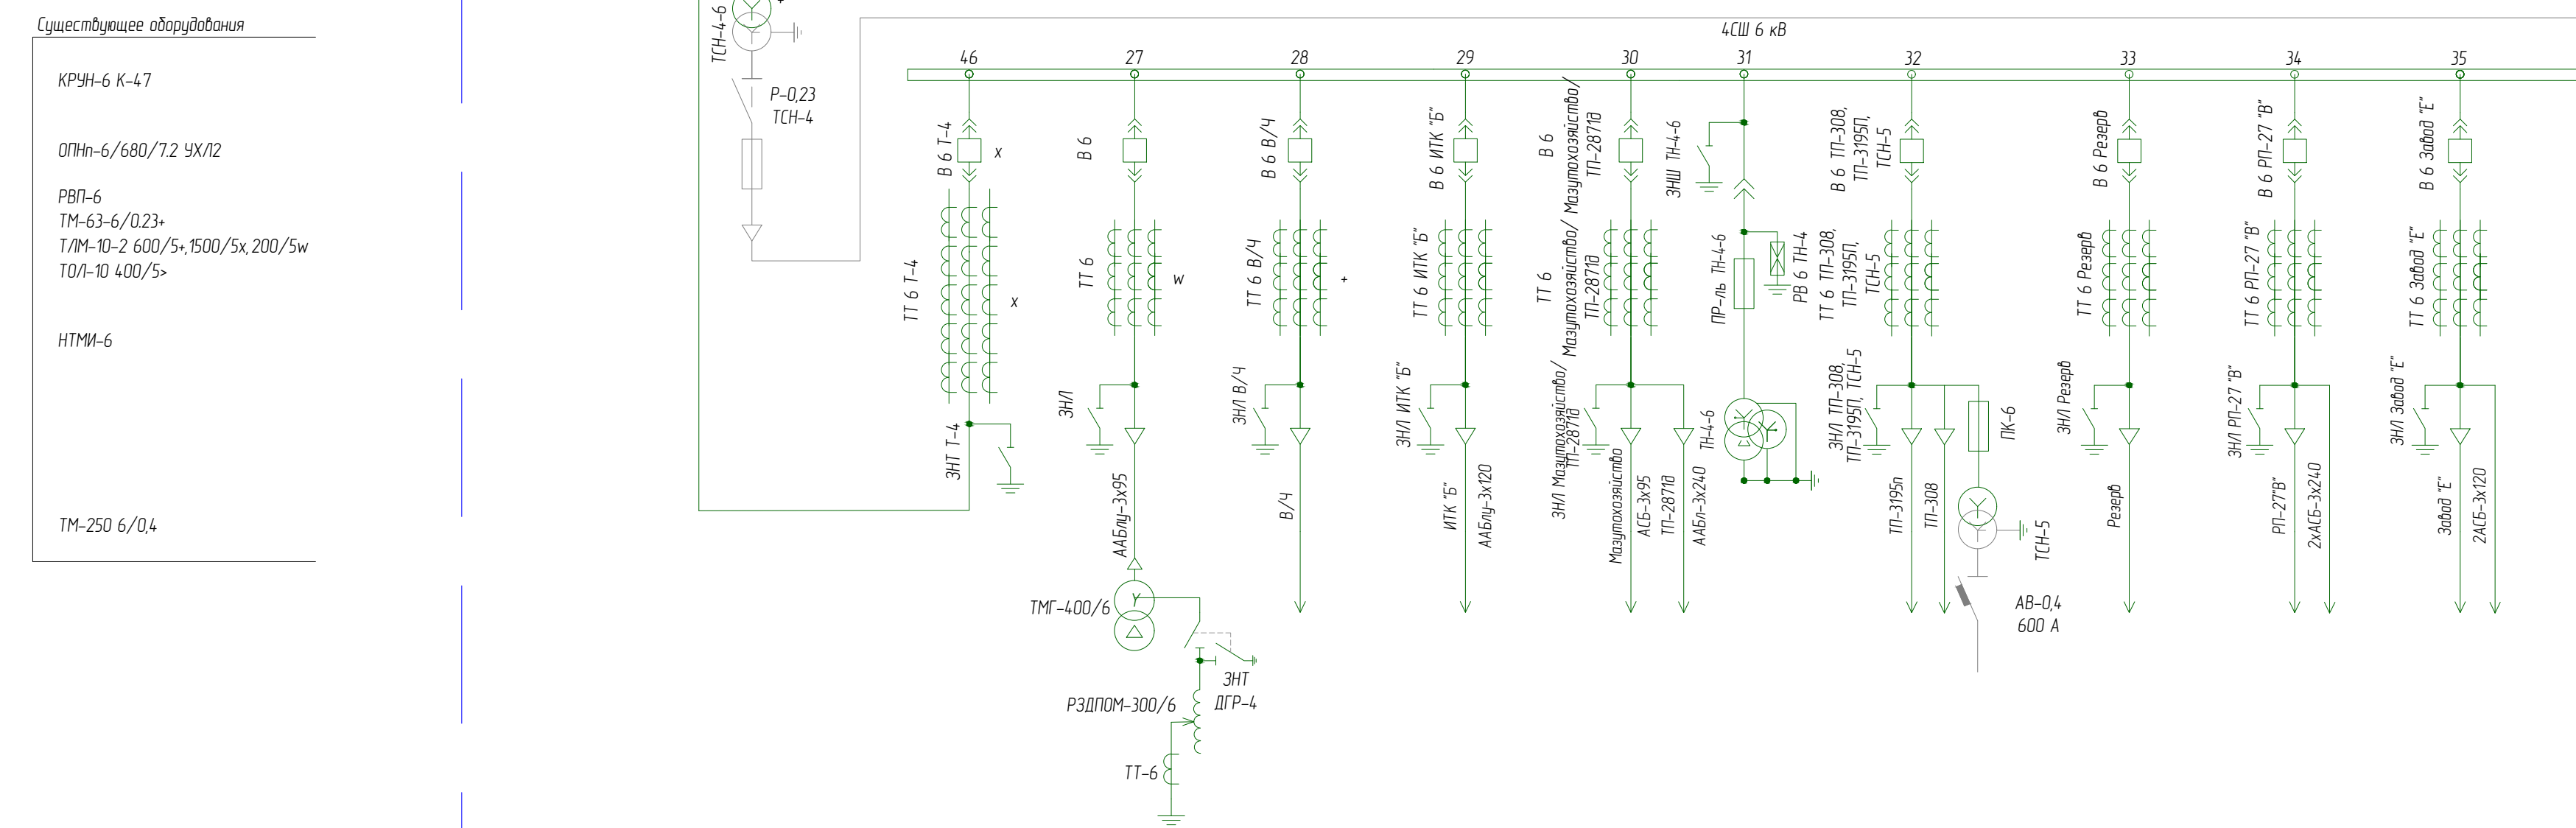 Существующее оборудования
КРУН-6 К-47
ОПНп-6/680/7.2 УХЛ2
РВП-6
ТМ-63-6/0.23+
ТЛМ-10-2 600/5+,1500/5x, 200/5w
ТОЛ-10 400/5>
НТМИ-6
ТМ-250 6/0,4
ТСН-4-6
+
Р-0,23
ТСН-4
4СШ 6 кВ
46
В 6 Т-4
x
ТТ 6 Т-4
x
ЗНТ Т-4
27
В 6
ТТ 6
w
ЗНЛ
ААБлу-3х95
ТМГ-400/6
ЗНТ
ДГР-4
РЗДПОМ-300/6
ТТ-6
28
В 6 В/Ч
ТТ 6 В/Ч
+
ЗНЛ В/Ч
В/Ч
29
В 6 ИТК "Б"
ТТ 6 ИТК "Б"
ЗНЛ ИТК "Б"
ИТК "Б"
ААБлу-3х120
30
В 6
Мазутохозяйство/
ТП-2871д
ТТ 6
Мазутохозяйство/
ТП-2871д
ЗНЛ Мазутохозяйство/
ТП-2871д
Мазутохозяйство
АСБ-3х95
ТП-2871д
ААБл-3х240
31
ЗНШ ТН-4-6
ПР-ль ТН-4-6
РВ 6 ТН-4
ТН-4-6
32
В 6 ТП-308,
ТП-3195П,
ТСН-5
ТТ 6 ТП-308,
ТП-3195П,
ТСН-5
ЗНЛ ТП-308,
ТП-3195П, ТСН-5
ТП-3195п
ТП-308
ПК-6
ТСН-5
АВ-0,4
600 А
33
В 6 Резерв
ТТ 6 Резерв
ЗНЛ Резерв
Резерв
34
В 6 РП-27 "В"
ТТ 6 РП-27 "В"
ЗНЛ РП-27 "В"
РП-27"В"
2хАСБ-3х240
35
В 6 Завод "Е"
ТТ 6 Завод "Е"
ЗНЛ Завод "Е"
Завод "Е"
2АСБ-3х120